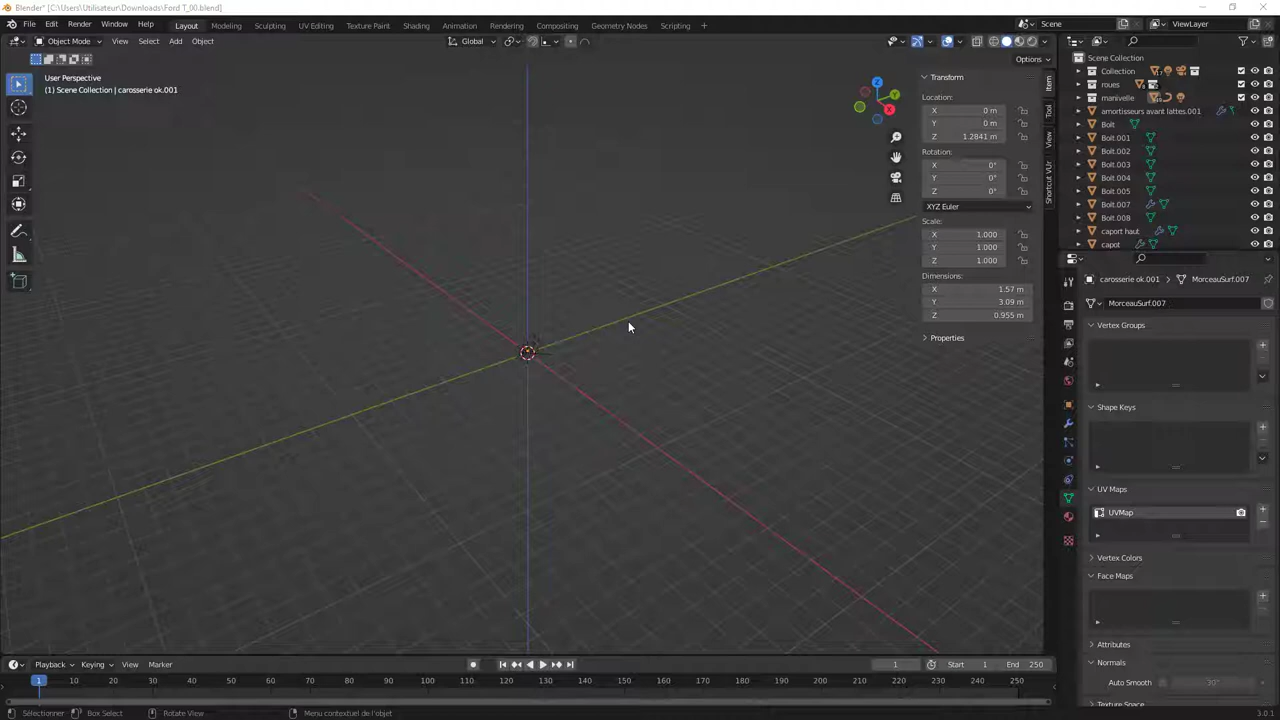 Blender* [C:\Users\Utilisateur\Downloads\Ford T_00.blend]
File Edit Render Window Help Layout Modeling Sculpting UV Editing Texture Paint Shading Animation Rendering Compositing Geometry Nodes Scripting + Scene ViewLayer
Object Mode View Select Add Object Global
Options
User Perspective
(1) Scene Collection | carosserie ok.001
Transform
Location:
X 0 m
Y 0 m
Z 1.2841 m
Rotation:
X 0°
Y 0°
Z 0°
XYZ Euler
Scale:
X 1.000
Y 1.000
Z 1.000
Dimensions:
X 1.57 m
Y 3.09 m
Z 0.955 m
Properties
Item
Tool
View
Shortcut VUr
Z
Y
X
Scene Collection
Collection
roues
manivelle
amortisseurs avant lattes.001
Bolt
Bolt.001
Bolt.002
Bolt.003
Bolt.004
Bolt.005
Bolt.007
Bolt.008
caport haut
capot
carosserie ok.001 MorceauSurf.007
MorceauSurf.007
Vertex Groups
Shape Keys
UV Maps
UVMap
Vertex Colors
Face Maps
Attributes
Normals
Auto Smooth 30°
Texture Space
Playback Keying View Marker 1 Start 1 End 250
1 10 20 30 40 50 60 70 80 90 100 110 120 130 140 150 160 170 180 190 200 210 220 230 240 250
Sélectionner Box Select Rotate View Menu contextuel de l'objet 3.0.1